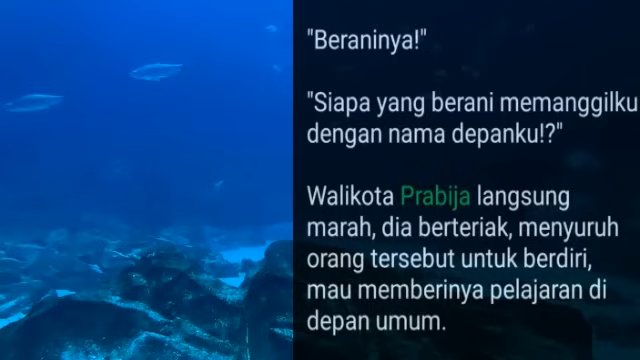 "Beraninya!"
"Siapa yang berani memanggilku
dengan nama depanku!?"
Walikota Prabija langsung
marah, dia berteriak, menyuruh
orang tersebut untuk berdiri,
mau memberinya pelajaran di
depan umum.